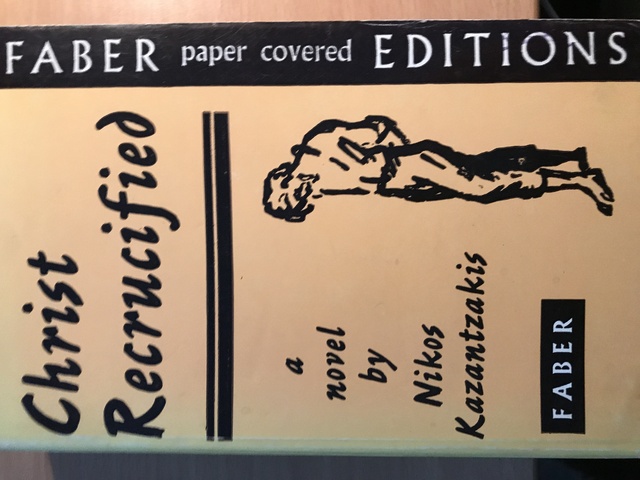 FABER paper covered EDITIONS
Christ
Recrucified
a
novel
by
Nikos
Kazantzakis
FABER